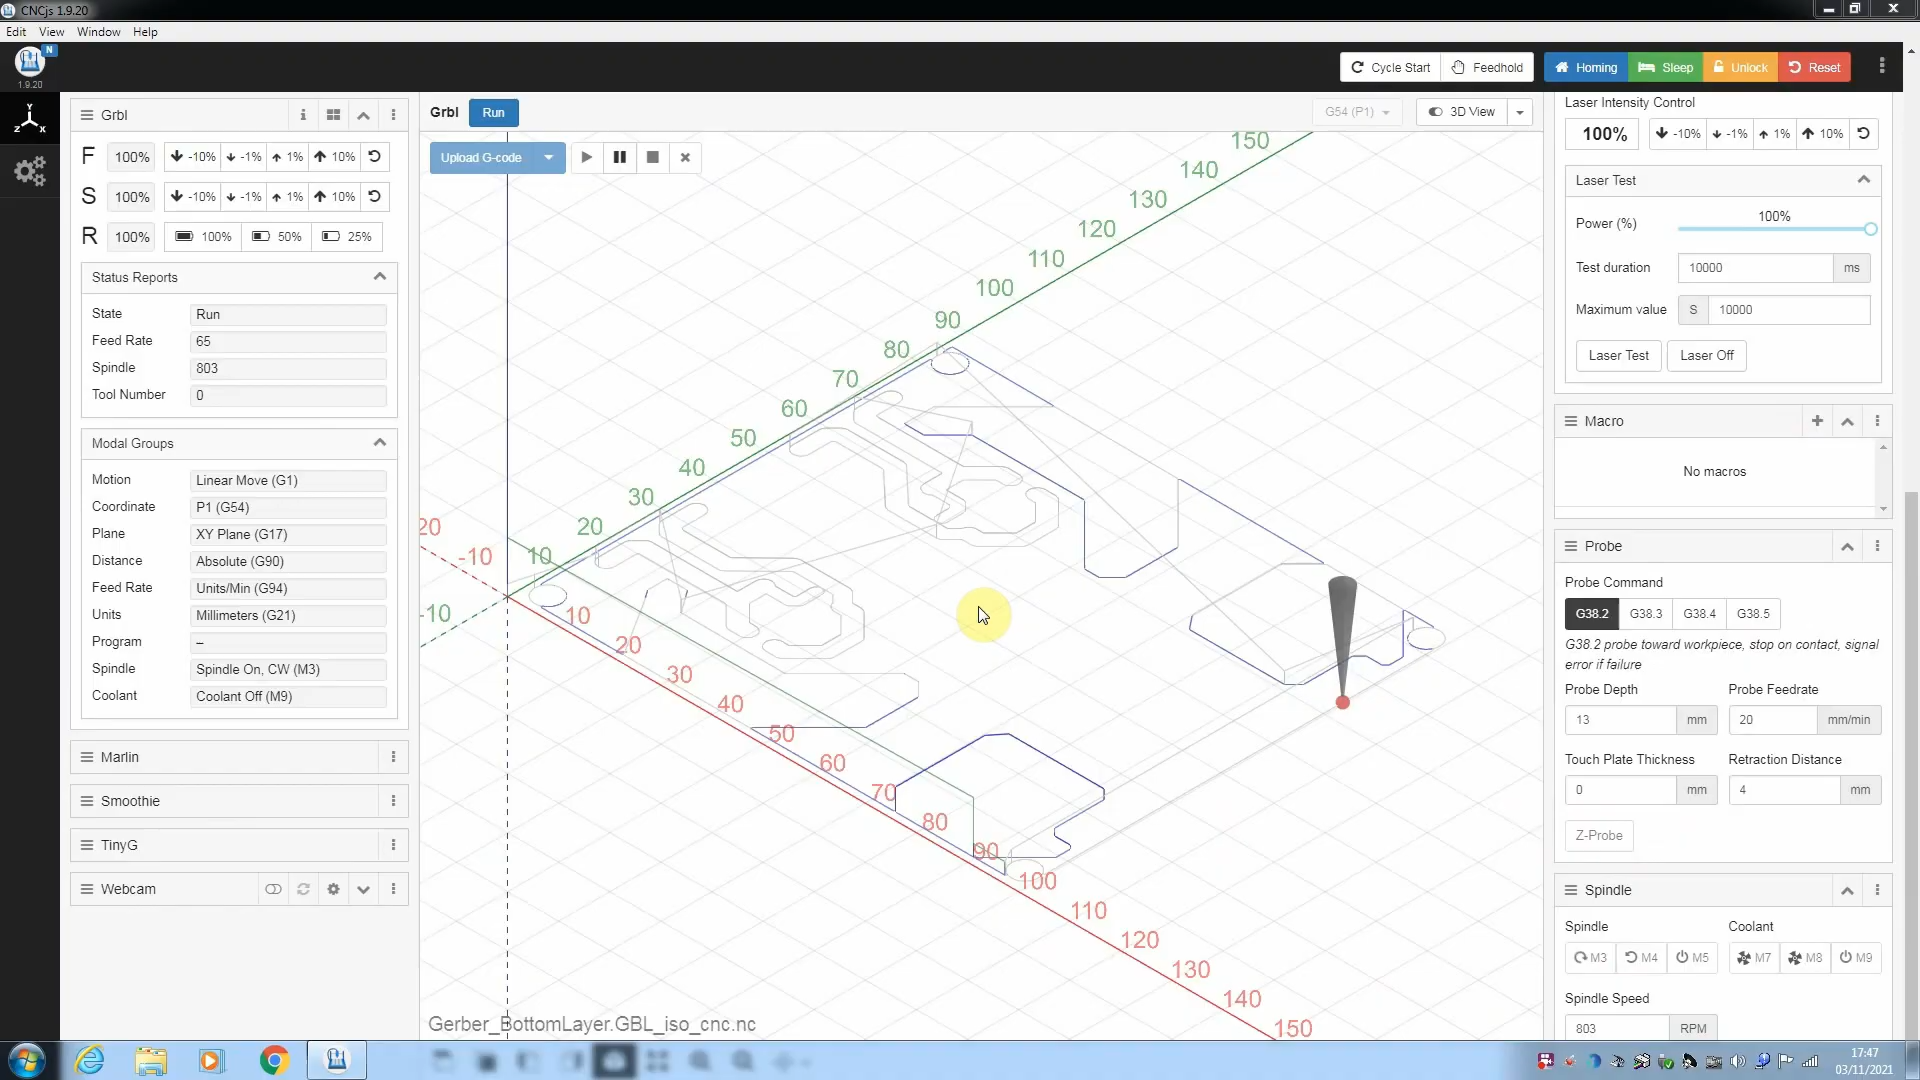 CNCjs 1.9.20
Edit View Window Help
N
1.9.20
Cycle Start Feedhold Homing Sleep Unlock Reset
Y
Z X
Grbl
F 100% -10% -1% 1% 10%
S 100% -10% -1% 1% 10%
R 100% 100% 50% 25%
Status Reports
State Run
Feed Rate 65
Spindle 803
Tool Number 0
Modal Groups
Motion Linear Move (G1)
Coordinate P1 (G54)
Plane XY Plane (G17)
Distance Absolute (G90)
Feed Rate Units/Min (G94)
Units Millimeters (G21)
Program –
Spindle Spindle On, CW (M3)
Coolant Coolant Off (M9)
Marlin
Smoothie
TinyG
Webcam
Grbl Run G54 (P1) 3D View
Upload G-code
150
140
130
120
110
100
90
80
70
60
50
40
30
20
10
20
-10
-10
10
20
30
40
50
60
70
80
90
100
110
120
130
140
150
Gerber_BottomLayer.GBL_iso_cnc.nc
Laser Intensity Control
100% -10% -1% 1% 10%
Laser Test
Power (%) 100%
Test duration 10000 ms
Maximum value S 10000
Laser Test Laser Off
Macro
No macros
Probe
Probe Command
G38.2 G38.3 G38.4 G38.5
G38.2 probe toward workpiece, stop on contact, signal
error if failure
Probe Depth Probe Feedrate
13 mm 20 mm/min
Touch Plate Thickness Retraction Distance
0 mm 4 mm
Z-Probe
Spindle
Spindle Coolant
M3 M4 M5 M7 M8 M9
Spindle Speed
803 RPM
17:47
03/11/2021